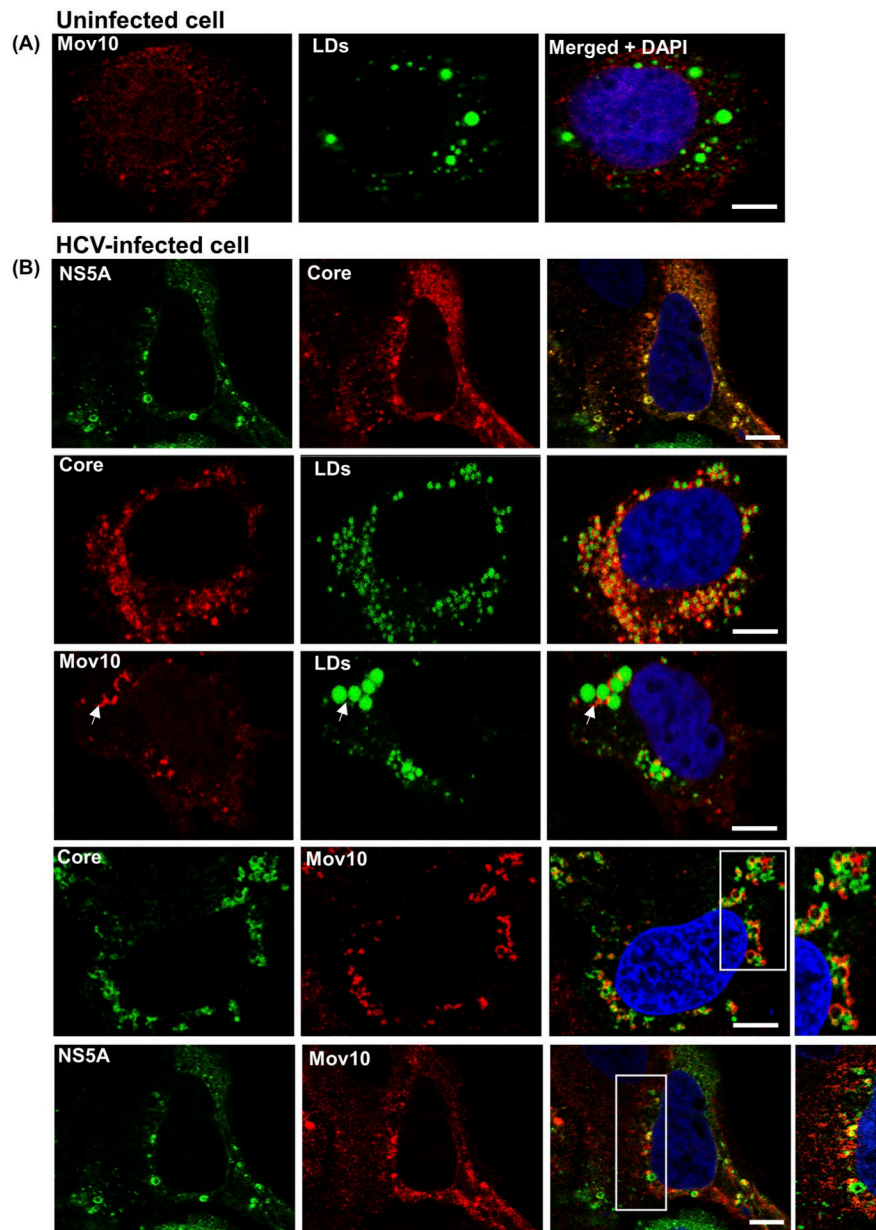 Uninfected cell
(A)
Mov10
LDs
Merged + DAPI
HCV-infected cell
(B)
NS5A
Core
Core
LDs
Mov10
LDs
Core
Mov10
NS5A
Mov10